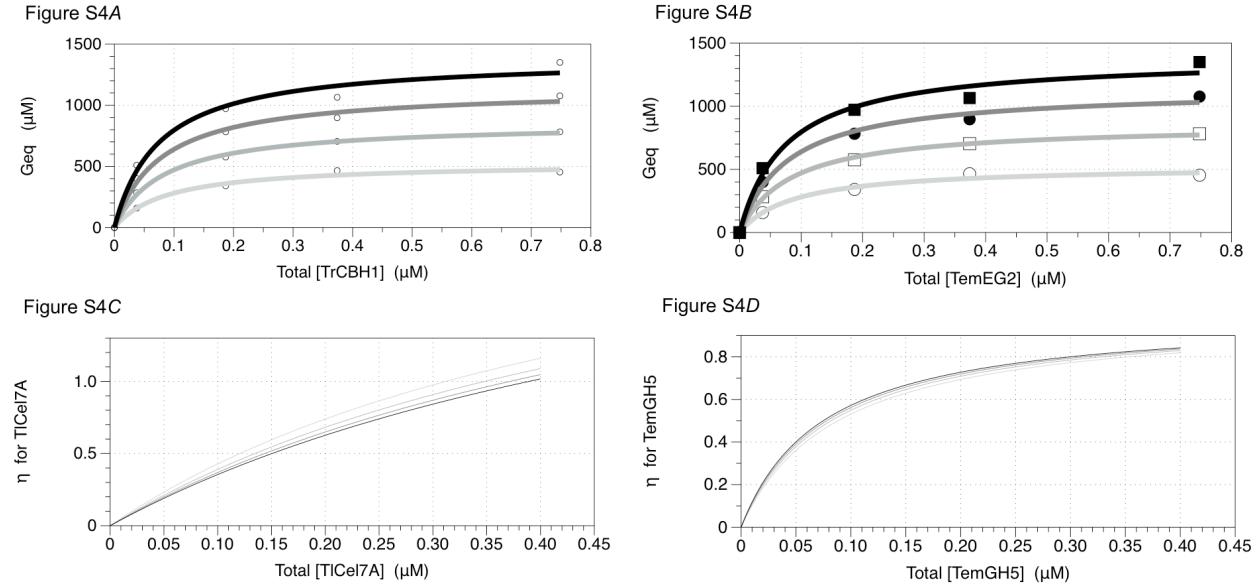 Figure S4A
1500
1000
500
0
Geq (μM)
0 0.1 0.2 0.3 0.4 0.5 0.6 0.7 0.8
Total [TrCBH1] (μM)
Figure S4B
1500
1000
500
0
Geq (μM)
0 0.1 0.2 0.3 0.4 0.5 0.6 0.7 0.8
Total [TemEG2] (μM)
Figure S4C
1.0
0.5
0
η for TlCel7A
0 0.05 0.10 0.15 0.20 0.25 0.30 0.35 0.40 0.45
Total [TlCel7A] (μM)
Figure S4D
0.8
0.6
0.4
0.2
0
η for TemGH5
0 0.05 0.10 0.15 0.20 0.25 0.30 0.35 0.40 0.45
Total [TemGH5] (μM)